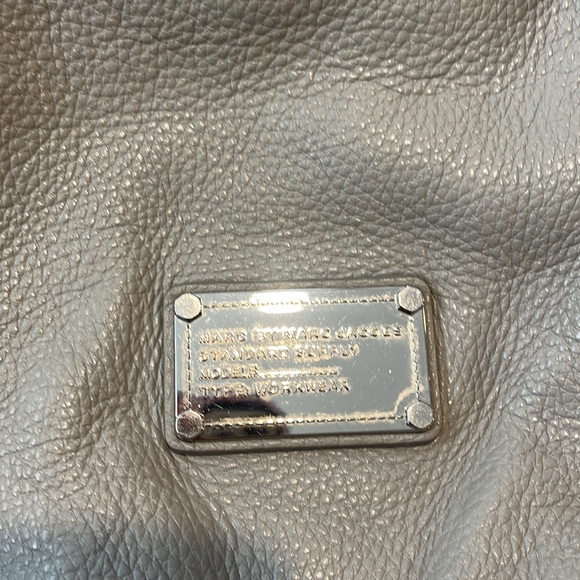 MARC BY MARC JACOBS
STANDARD SUPPLY
MODEL#
TYPE: WORKWEAR